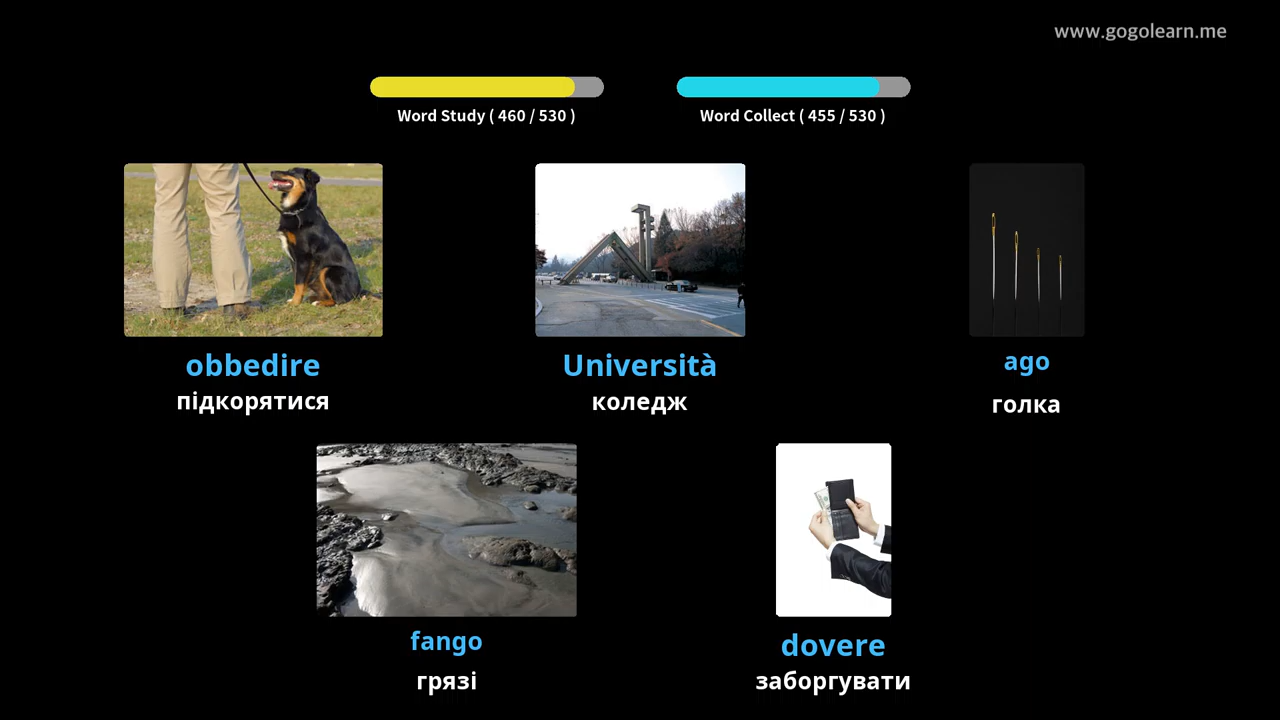 www.gogolearn.me
Word Study ( 460 / 530 )
Word Collect ( 455 / 530 )
obbedire
підкорятися
Università
коледж
ago
голка
fango
грязі
dovere
заборгувати